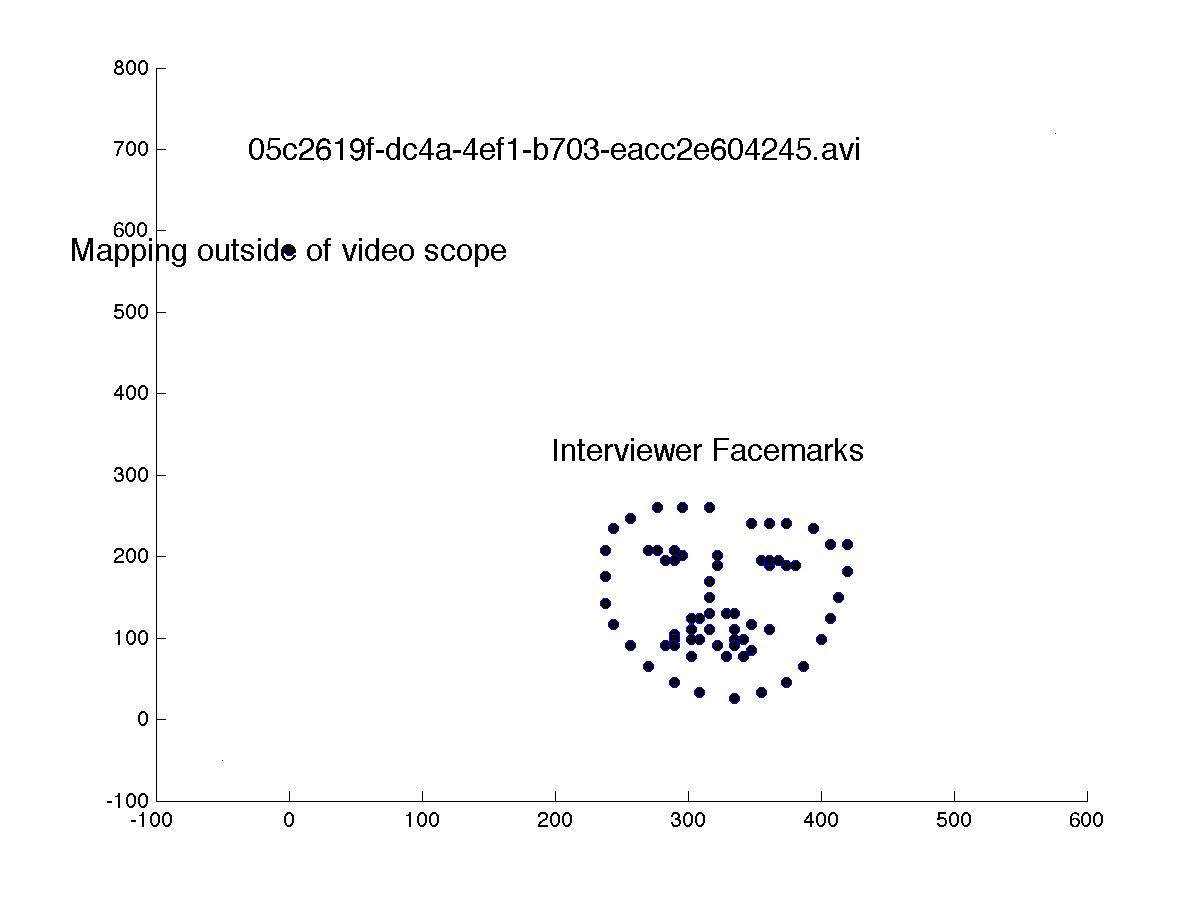 800
05c2619f-dc4a-4ef1-b703-eacc2e604245.avi
700
600
Mapping outside of video scope
500
400
Interviewer Facemarks
300
200
100
0
-100
-100 0 100 200 300 400 500 600